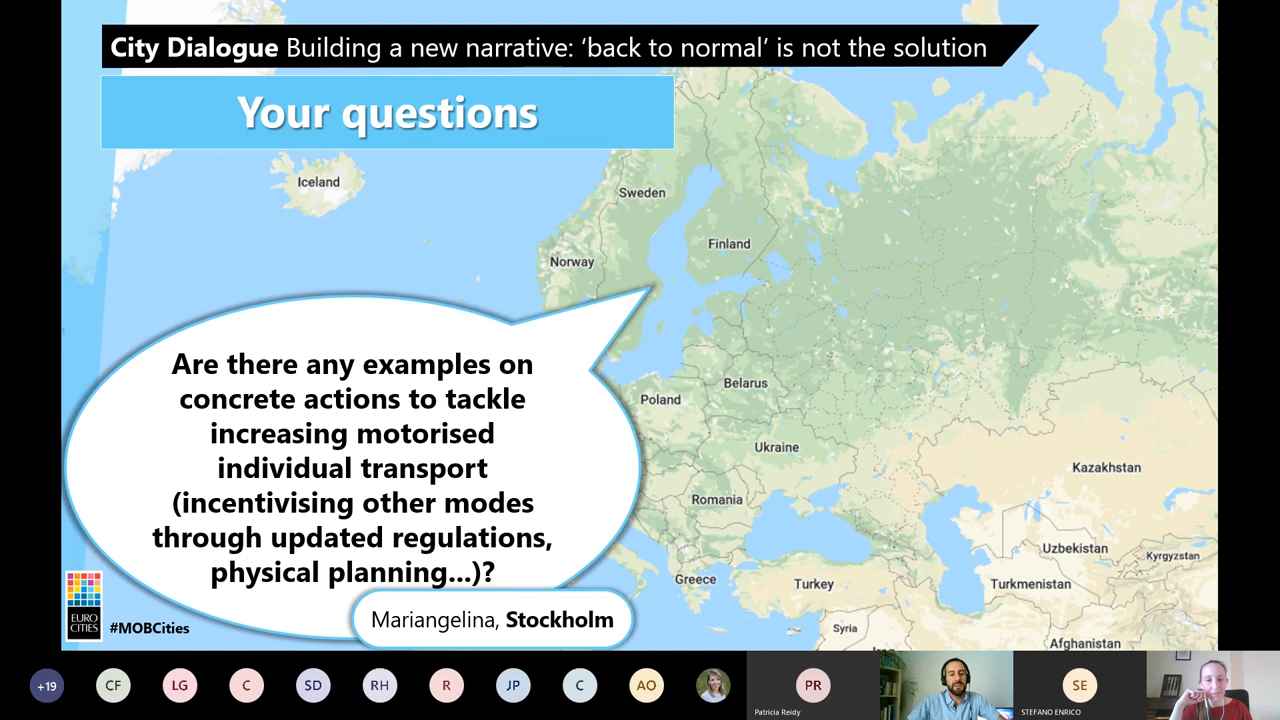 City Dialogue Building a new narrative: ‘back to normal’ is not the solution
Your questions
Iceland
Sweden
Finland
Norway
Are there any examples on
concrete actions to tackle
increasing motorised
individual transport
(incentivising other modes
through updated regulations,
physical planning...)?
Mariangelina, Stockholm
Belarus
Poland
Ukraine
Kazakhstan
Romania
Uzbekistan
Kyrgyzstan
Greece
Turkey
Turkmenistan
Syria
Afghanistan
EURO
CITIES
#MOBCities
+19
CF
LG
C
SD
RH
R
JP
C
AO
PR
Patricia Reidy
SE
STEFANO ENRICO